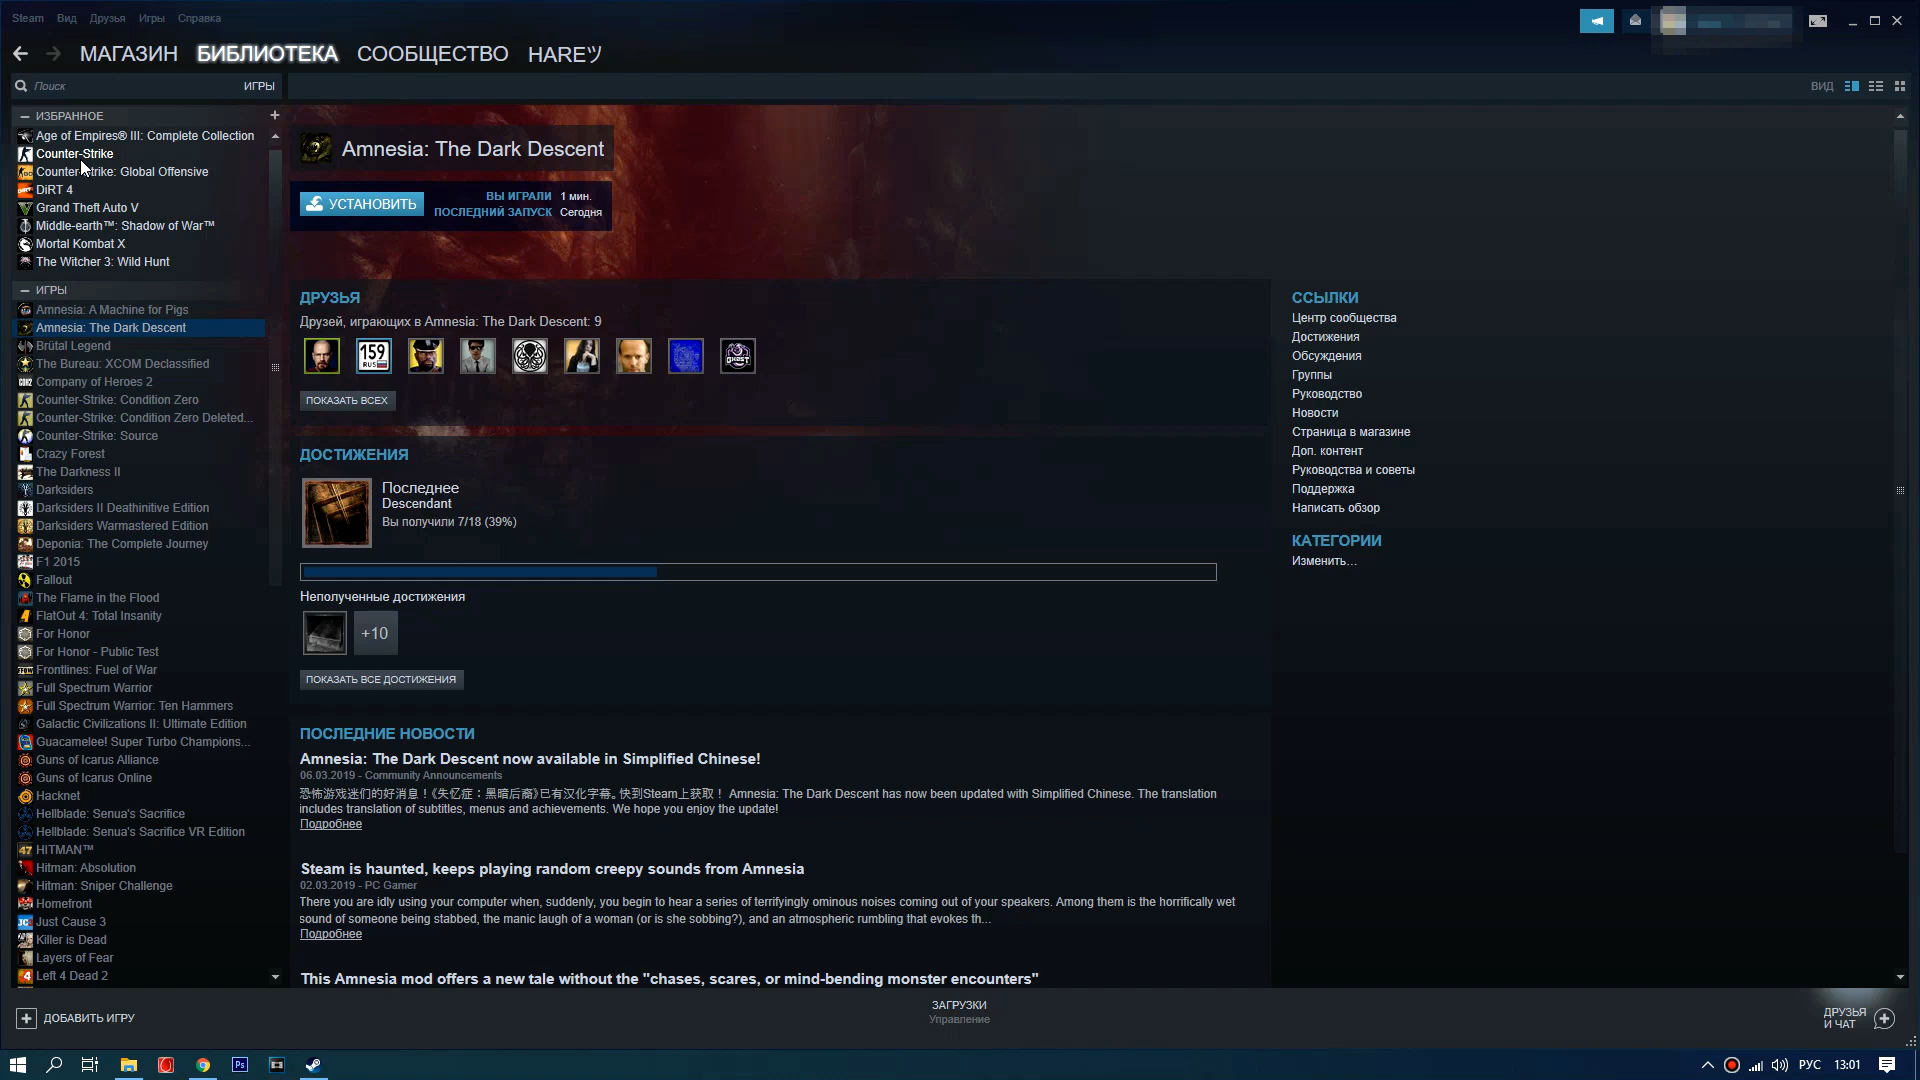 Steam Вид Друзья Игры Справка
МАГАЗИН БИБЛИОТЕКА СООБЩЕСТВО HAREツ
Поиск ИГРЫ ВИД
ИЗБРАННОЕ
Age of Empires® III: Complete Collection
Counter-Strike
Counter-Strike: Global Offensive
DiRT 4
Grand Theft Auto V
Middle-earth™: Shadow of War™
Mortal Kombat X
The Witcher 3: Wild Hunt
ИГРЫ
Amnesia: A Machine for Pigs
Amnesia: The Dark Descent
Brütal Legend
The Bureau: XCOM Declassified
Company of Heroes 2
Counter-Strike: Condition Zero
Counter-Strike: Condition Zero Deleted...
Counter-Strike: Source
Crazy Forest
The Darkness II
Darksiders
Darksiders II Deathinitive Edition
Darksiders Warmastered Edition
Deponia: The Complete Journey
F1 2015
Fallout
The Flame in the Flood
FlatOut 4: Total Insanity
For Honor
For Honor - Public Test
Frontlines: Fuel of War
Full Spectrum Warrior
Full Spectrum Warrior: Ten Hammers
Galactic Civilizations II: Ultimate Edition
Guacamelee! Super Turbo Champions...
Guns of Icarus Alliance
Guns of Icarus Online
Hacknet
Hellblade: Senua's Sacrifice
Hellblade: Senua's Sacrifice VR Edition
HITMAN™
Hitman: Absolution
Hitman: Sniper Challenge
Homefront
Just Cause 3
Killer is Dead
Layers of Fear
Left 4 Dead 2
Amnesia: The Dark Descent
УСТАНОВИТЬ
ВЫ ИГРАЛИ 1 мин.
ПОСЛЕДНИЙ ЗАПУСК Сегодня
ДРУЗЬЯ
Друзей, играющих в Amnesia: The Dark Descent: 9
159
RUS
GHOST
ПОКАЗАТЬ ВСЕХ
ДОСТИЖЕНИЯ
Последнее
Descendant
Вы получили 7/18 (39%)
Неполученные достижения
+10
ПОКАЗАТЬ ВСЕ ДОСТИЖЕНИЯ
ПОСЛЕДНИЕ НОВОСТИ
Amnesia: The Dark Descent now available in Simplified Chinese!
06.03.2019 - Community Announcements
恐怖游戏迷们的好消息！《失忆症：黑暗后裔》已有汉化字幕。快到Steam上获取！ Amnesia: The Dark Descent has now been updated with Simplified Chinese. The translation
includes translation of subtitles, menus and achievements. We hope you enjoy the update!
Подробнее
Steam is haunted, keeps playing random creepy sounds from Amnesia
02.03.2019 - PC Gamer
There you are idly using your computer when, suddenly, you begin to hear a series of terrifyingly ominous noises coming out of your speakers. Among them is the horrifically wet
sound of someone being stabbed, the manic laugh of a woman (or is she sobbing?), and an atmospheric rumbling that evokes th...
Подробнее
This Amnesia mod offers a new tale without the "chases, scares, or mind-bending monster encounters"
ССЫЛКИ
Центр сообщества
Достижения
Обсуждения
Группы
Руководство
Новости
Страница в магазине
Доп. контент
Руководства и советы
Поддержка
Написать обзор
КАТЕГОРИИ
Изменить...
ДОБАВИТЬ ИГРУ
ЗАГРУЗКИ
Управление
ДРУЗЬЯ
И ЧАТ
Ps
РУС 13:01